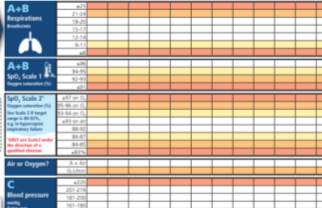 A+B
Respirations
Breaths/min
≥25
21-24
18-20
15-17
12-14
9-11
≤8
A+B
SpO₂ Scale 1
Oxygen saturation (%)
≥96
94-95
92-93
≤91
SpO₂ Scale 2
Oxygen saturation (%)
Use Scale 2 if target
range is 88-92%,
e.g. in hypercapnic
respiratory failure
ONLY use Scale 2 under
the direction of a
qualified clinician
≥97 on O₂
95-96 on O₂
93-94 on O₂
≥93 on air
88-92
86-87
84-85
≤83%
Air or Oxygen?
A = Air
O₂ L/min
C
Blood pressure
mmHg
≥220
201-219
181-200
161-180